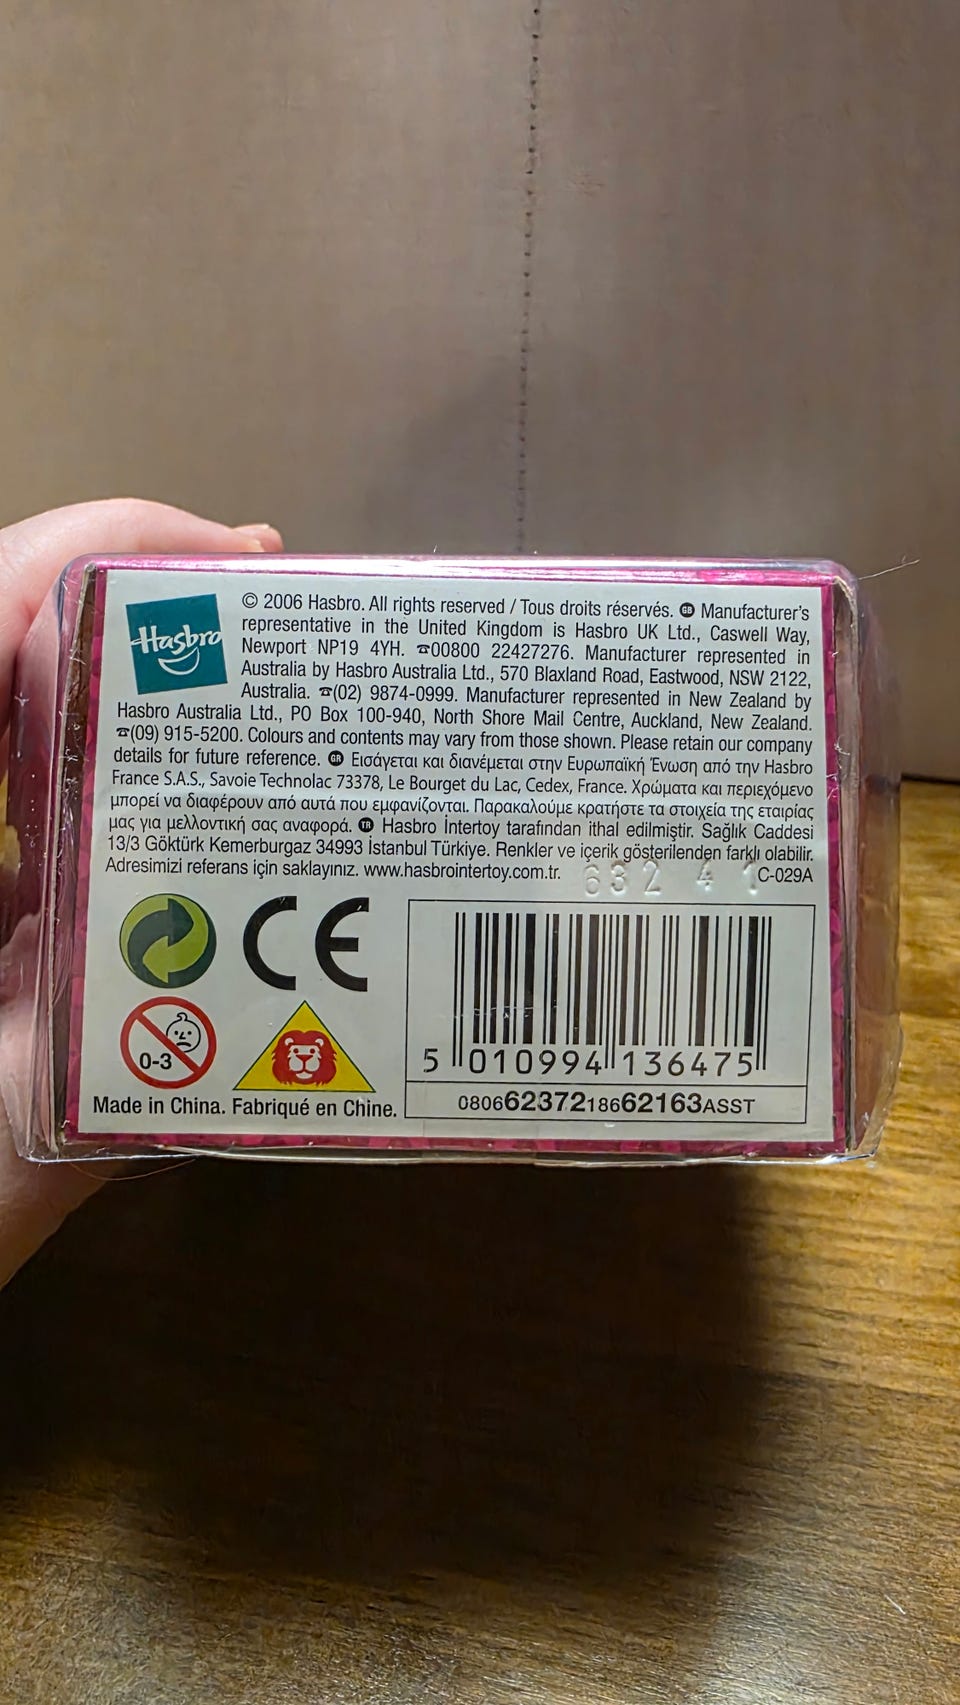 Hasbro
© 2006 Hasbro. All rights reserved / Tous droits réservés. GB Manufacturer's
representative in the United Kingdom is Hasbro UK Ltd., Caswell Way,
Newport NP19 4YH. ☎00800 22427276. Manufacturer represented in
Australia by Hasbro Australia Ltd., 570 Blaxland Road, Eastwood, NSW 2122,
Australia. ☎(02) 9874-0999. Manufacturer represented in New Zealand by
Hasbro Australia Ltd., PO Box 100-940, North Shore Mail Centre, Auckland, New Zealand.
☎(09) 915-5200. Colours and contents may vary from those shown. Please retain our company
details for future reference. GR Εισάγεται και διανέμεται στην Ευρωπαϊκή Ένωση από την Hasbro
France S.A.S., Savoie Technolac 73378, Le Bourget du Lac, Cedex, France. Χρώματα και περιεχόμενο
μπορεί να διαφέρουν από αυτά που εμφανίζονται. Παρακαλούμε κρατήστε τα στοιχεία της εταιρίας
μας για μελλοντική σας αναφορά. TR Hasbro İntertoy tarafından ithal edilmiştir. Sağlık Caddesi
13/3 Göktürk Kemerburgaz 34993 İstanbul Türkiye. Renkler ve içerik gösterilenden farklı olabilir.
Adresimizi referans için saklayınız. www.hasbrointertoy.com.tr.
632 4 1
C-029A
CE
0-3
5 010994 136475
08066237218662163ASST
Made in China. Fabriqué en Chine.